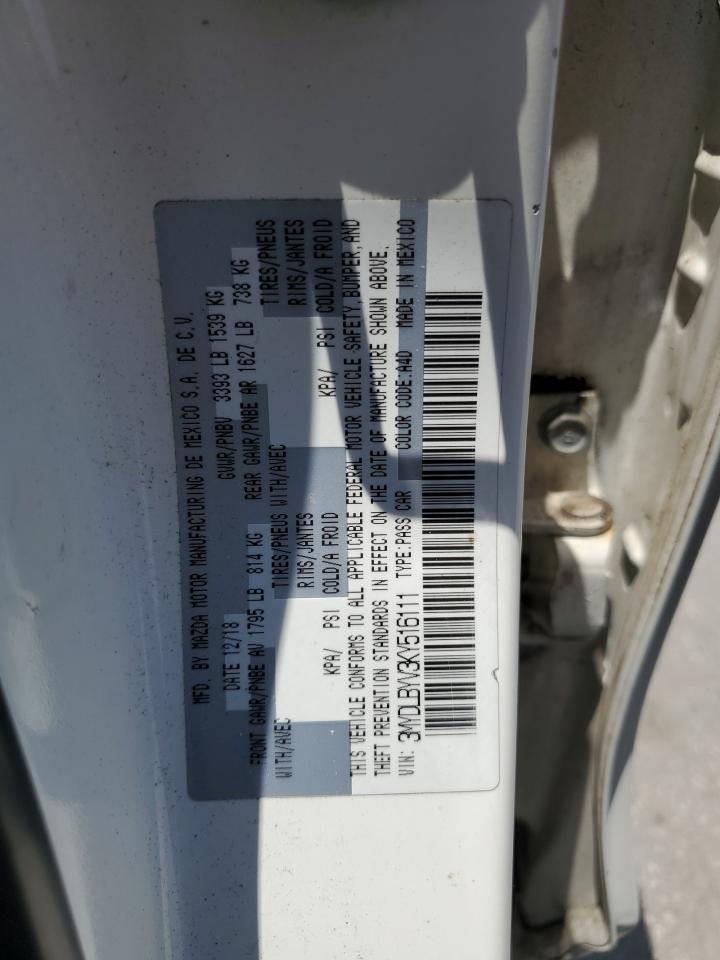 MFD. BY MAZDA MOTOR MANUFACTURING DE MEXICO S.A. DE C.V.
DATE 12/18 GVWR/PNBV 3393 LB 1539 KG
FRONT GAWR/PNBE AV 1795 LB 814 KG REAR GAWR/PNBE AR 1627 LB 738 KG
WITH/AVEC TIRES/PNEUS WITH/AVEC TIRES/PNEUS
RIMS/JANTES RIMS/JANTES
KPA/ PSI COLD/A FROID KPA/ PSI COLD/A FROID
THIS VEHICLE CONFORMS TO ALL APPLICABLE FEDERAL MOTOR VEHICLE SAFETY, BUMPER, AND
THEFT PREVENTION STANDARDS IN EFFECT ON THE DATE OF MANUFACTURE SHOWN ABOVE.
VIN: 3MYDLBYV3KY516111 TYPE:PASS CAR COLOR CODE:A4D MADE IN MEXICO